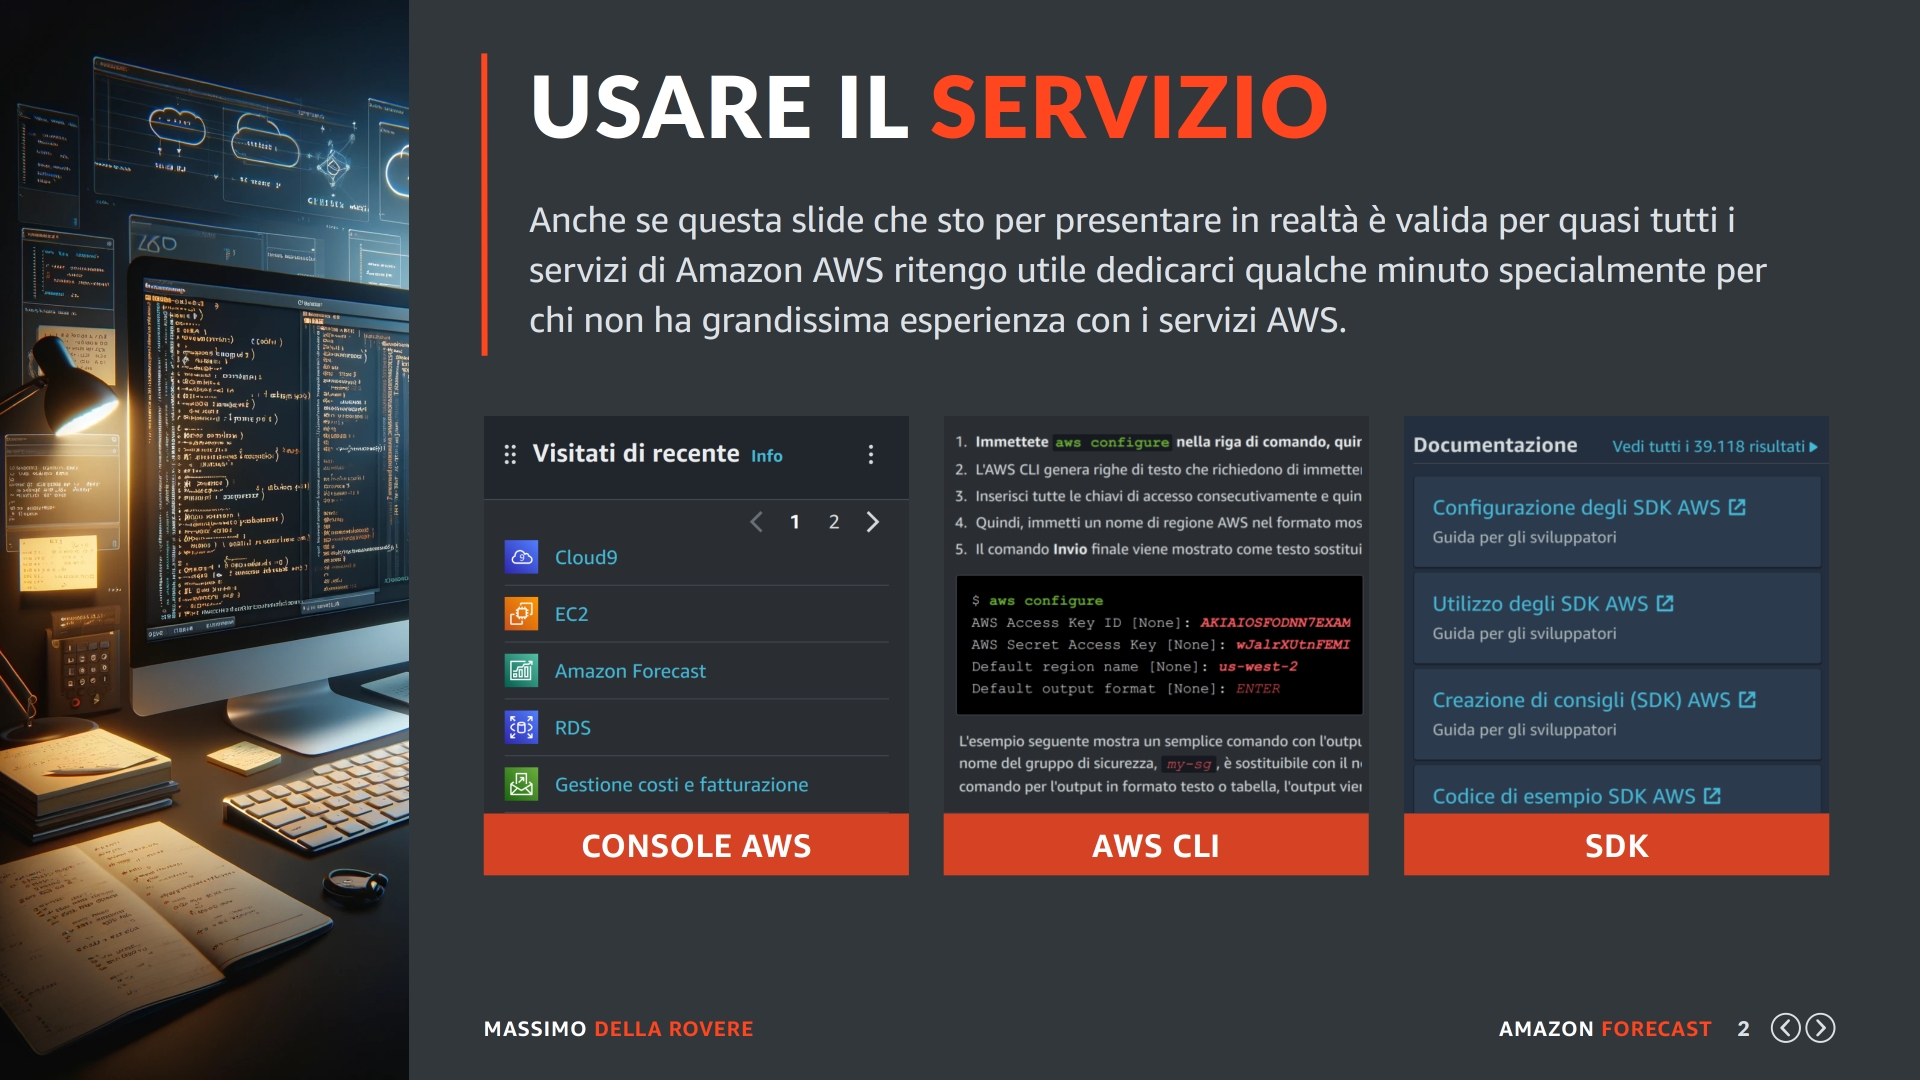 USARE IL SERVIZIO
Anche se questa slide che sto per presentare in realtà è valida per quasi tutti i
servizi di Amazon AWS ritengo utile dedicarci qualche minuto specialmente per
chi non ha grandissima esperienza con i servizi AWS.
Visitati di recente Info
1 2
Cloud9
EC2
Amazon Forecast
RDS
Gestione costi e fatturazione
CONSOLE AWS
1. Immettete aws configure nella riga di comando, quir
2. L'AWS CLI genera righe di testo che richiedono di immetter
3. Inserisci tutte le chiavi di accesso consecutivamente e quin
4. Quindi, immetti un nome di regione AWS nel formato mos
5. Il comando Invio finale viene mostrato come testo sostitui
$ aws configure
AWS Access Key ID [None]: AKIAIOSFODNN7EXAM
AWS Secret Access Key [None]: wJalrXUtnFEMI
Default region name [None]: us-west-2
Default output format [None]: ENTER
L'esempio seguente mostra un semplice comando con l'outpu
nome del gruppo di sicurezza, my-sg , è sostituibile con il n
comando per l'output in formato testo o tabella, l'output vier
AWS CLI
Documentazione Vedi tutti i 39.118 risultati
Configurazione degli SDK AWS
Guida per gli sviluppatori
Utilizzo degli SDK AWS
Guida per gli sviluppatori
Creazione di consigli (SDK) AWS
Guida per gli sviluppatori
Codice di esempio SDK AWS
SDK
MASSIMO DELLA ROVERE
AMAZON FORECAST 2